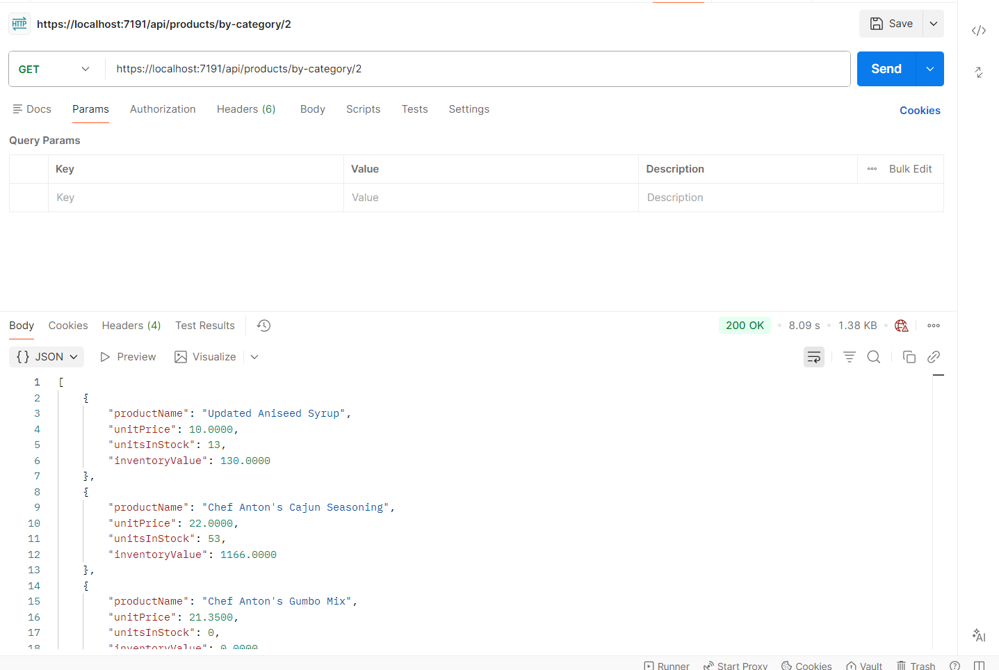 HTTP https://localhost:7191/api/products/by-category/2 Save
GET https://localhost:7191/api/products/by-category/2 Send
Docs Params Authorization Headers (6) Body Scripts Tests Settings Cookies
Query Params
Key Value Description Bulk Edit
Key Value Description
Body Cookies Headers (4) Test Results 200 OK 8.09 s 1.38 KB
{} JSON Preview Visualize
1 [
2 {
3 "productName": "Updated Aniseed Syrup",
4 "unitPrice": 10.0000,
5 "unitsInStock": 13,
6 "inventoryValue": 130.0000
7 },
8 {
9 "productName": "Chef Anton's Cajun Seasoning",
10 "unitPrice": 22.0000,
11 "unitsInStock": 53,
12 "inventoryValue": 1166.0000
13 },
14 {
15 "productName": "Chef Anton's Gumbo Mix",
16 "unitPrice": 21.3500,
17 "unitsInStock": 0,
18 "inventoryValue": 0.0000
AI
Runner Start Proxy Cookies Vault Trash